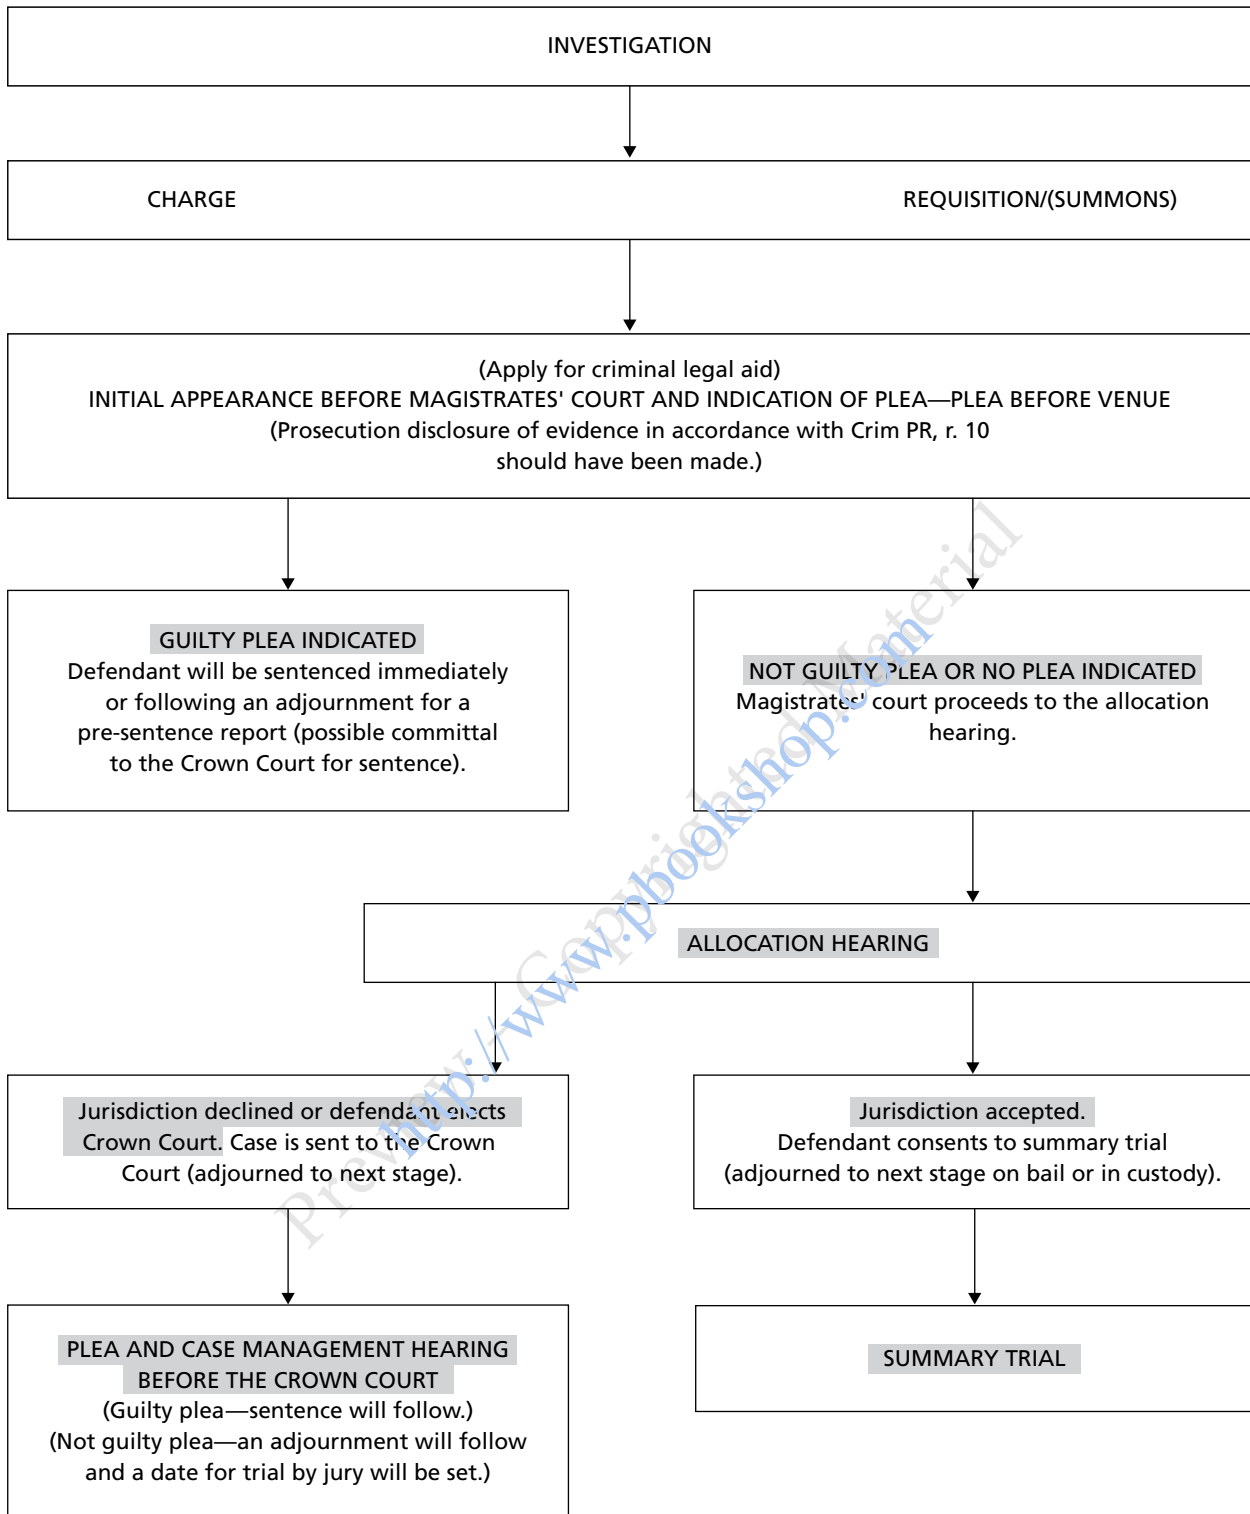 INVESTIGATION
CHARGE
REQUISITION/(SUMMONS)
(Apply for criminal legal aid)
INITIAL APPEARANCE BEFORE MAGISTRATES' COURT AND INDICATION OF PLEA—PLEA BEFORE VENUE
(Prosecution disclosure of evidence in accordance with Crim PR, r. 10
should have been made.)
GUILTY PLEA INDICATED
Defendant will be sentenced immediately
or following an adjournment for a
pre-sentence report (possible committal
to the Crown Court for sentence).
NOT GUILTY PLEA OR NO PLEA INDICATED
Magistrates' court proceeds to the allocation
hearing.
ALLOCATION HEARING
Jurisdiction declined or defendant elects
Crown Court. Case is sent to the Crown
Court (adjourned to next stage).
Jurisdiction accepted.
Defendant consents to summary trial
(adjourned to next stage on bail or in custody).
PLEA AND CASE MANAGEMENT HEARING
BEFORE THE CROWN COURT
(Guilty plea—sentence will follow.)
(Not guilty plea—an adjournment will follow
and a date for trial by jury will be set.)
SUMMARY TRIAL
Preview - Copyrighted Material
http://www.pbookshop.com